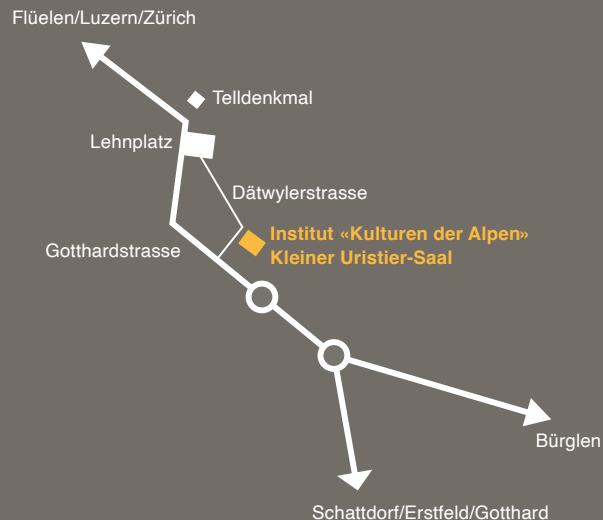 Flüelen/Luzern/Zürich
Telldenkmal
Lehnplatz
Dätwylerstrasse
Institut «Kulturen der Alpen»
Kleiner Uristier-Saal
Gotthardstrasse
Bürglen
Schattdorf/Erstfeld/Gotthard